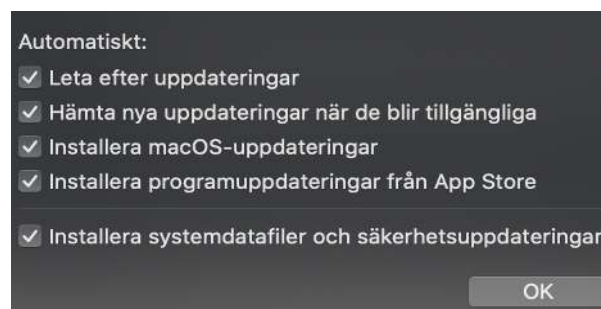 Automatiskt:
Leta efter uppdateringar
Hämta nya uppdateringar när de blir tillgängliga
Installera macOS-uppdateringar
Installera programuppdateringar från App Store
Installera systemdatafiler och säkerhetsuppdateringar
OK